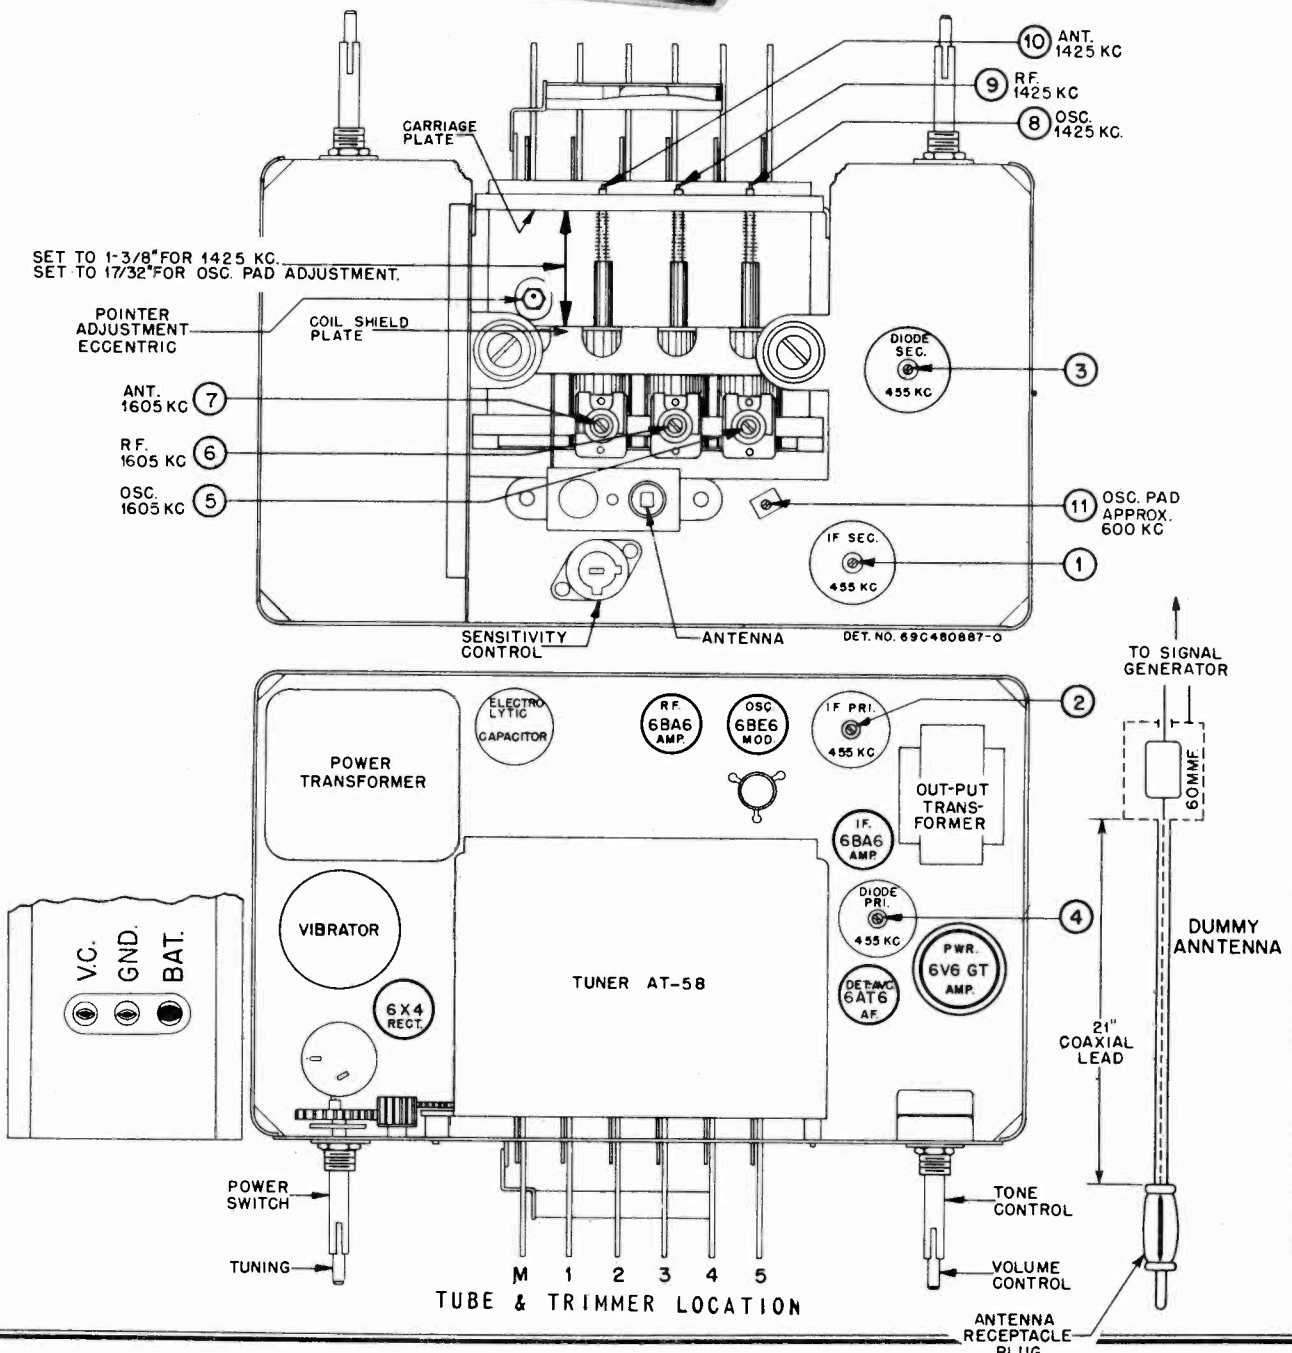 10 ANT.
1425 KC
9 R.F.
1425 KC
8 OSC.
1425 KC.
CARRIAGE
PLATE
SET TO 1-3/8" FOR 1425 KC.
SET TO 17/32" FOR OSC. PAD ADJUSTMENT.
POINTER
ADJUSTMENT
ECCENTRIC
COIL SHIELD
PLATE
DIODE
SEC.
455 KC
3
ANT.
1605 KC 7
R.F.
1605 KC 6
OSC.
1605 KC 5
11 OSC. PAD
APPROX.
600 KC
IF SEC.
455 KC
1
SENSITIVITY
CONTROL
ANTENNA
DET. NO. 69C480887-0
TO SIGNAL
GENERATOR
ELECTRO
LYTIC
CAPACITOR
R.F.
6BA6
AMP.
OSC.
6BE6
MOD.
IF PRI.
455 KC
2
POWER
TRANSFORMER
OUT-PUT
TRANS-
FORMER
60MMF.
I.F.
6BA6
AMP.
DIODE
PRI.
455 KC
4
VIBRATOR
V.C.
GND.
BAT.
DUMMY
ANNTENNA
TUNER AT-58
PWR.
6V6 GT
AMP.
DET.-AVC
6AT6
AF.
6X4
RECT.
21"
COAXIAL
LEAD
POWER
SWITCH
TUNING
TONE
CONTROL
VOLUME
CONTROL
M 1 2 3 4 5
TUBE & TRIMMER LOCATION
ANTENNA
RECEPTACLE
PLUG